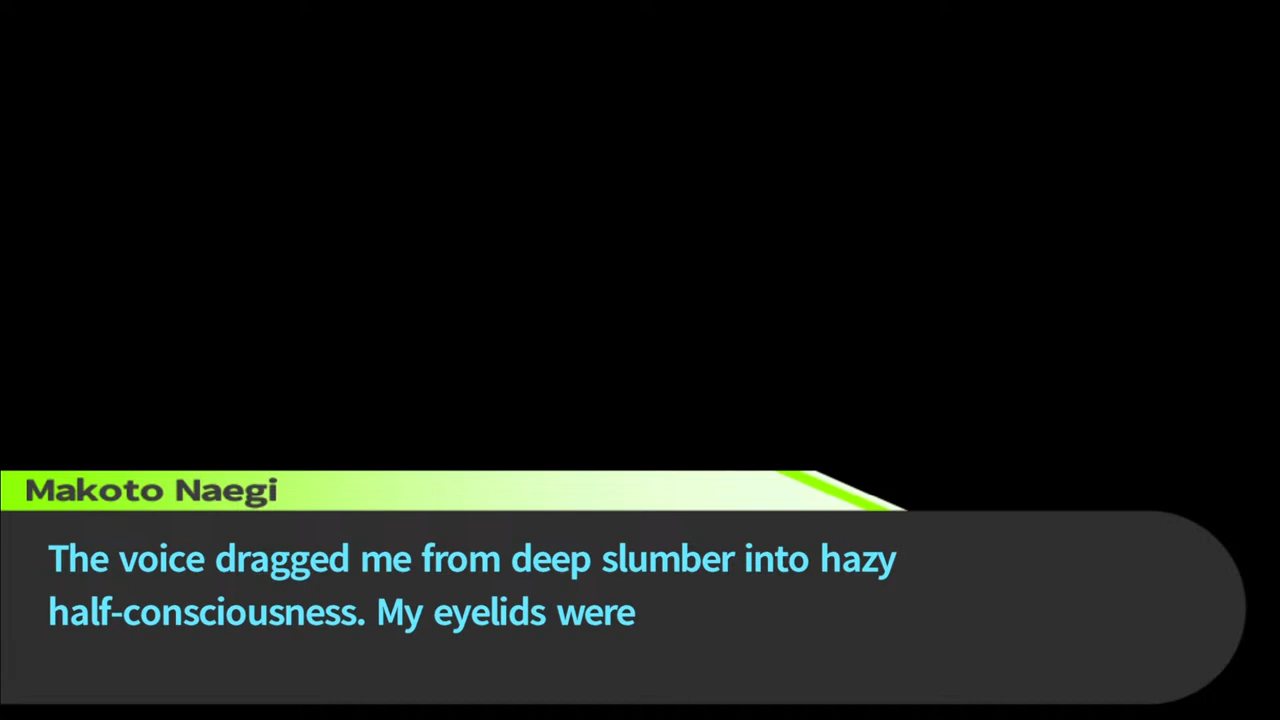 Makoto Naegi
The voice dragged me from deep slumber into hazy
half-consciousness. My eyelids were